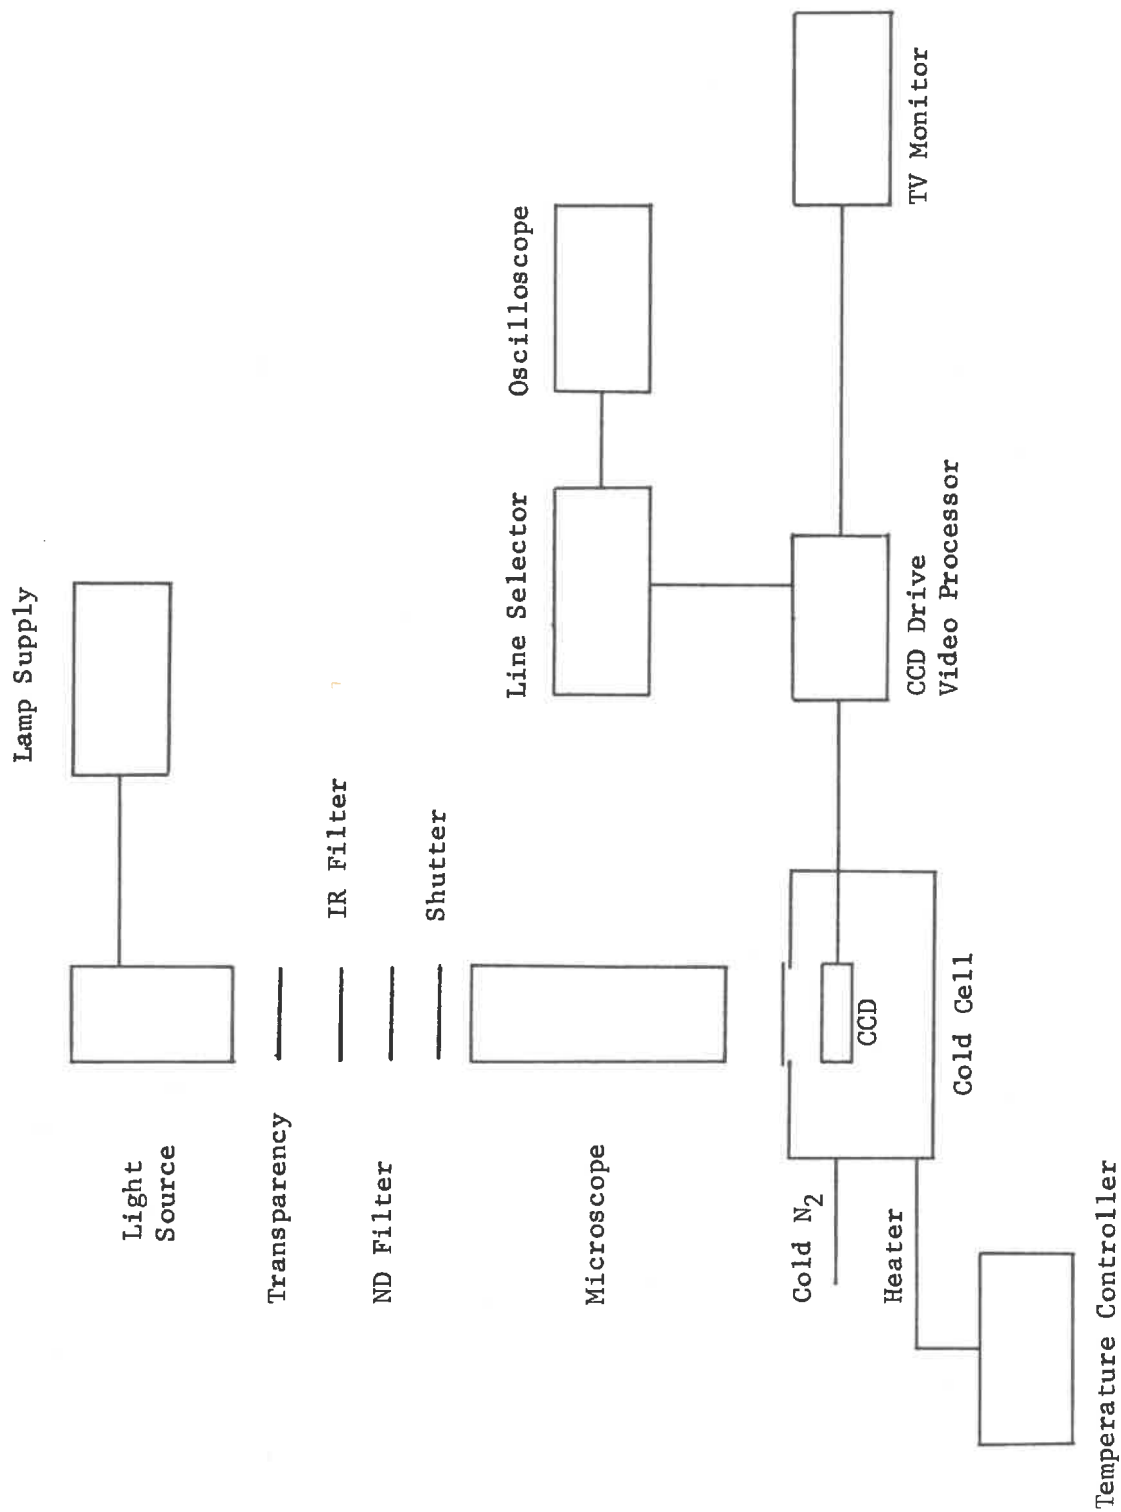 Lamp Supply
Light
Source
Transparency
IR Filter
ND Filter
Shutter
Oscilloscope
Line Selector
Microscope
Cold N₂
Heater
CCD
Cold Cell
CCD Drive
Video Processor
TV Monitor
Temperature Controller